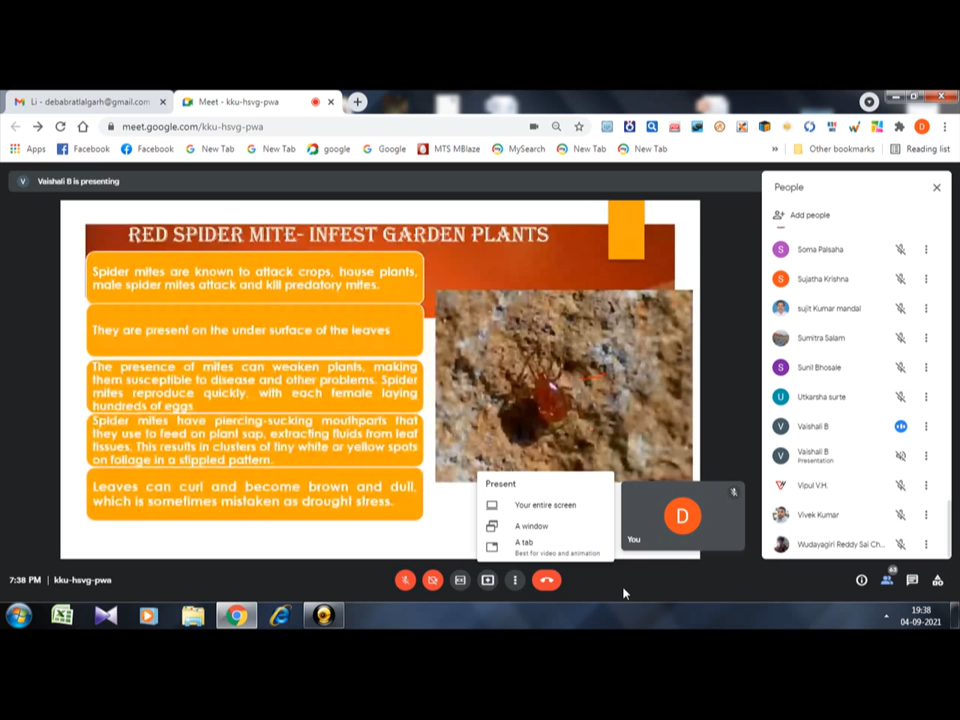 Li - debabratlalgarh@gmail.com
Meet - kku-hsvg-pwa
meet.google.com/kku-hsvg-pwa
D
Apps
Facebook
Facebook
New Tab
New Tab
google
Google
MTS MBlaze
MySearch
New Tab
New Tab
»
Other bookmarks
Reading list
V
Vaishali B is presenting
RED SPIDER MITE- INFEST GARDEN PLANTS
Spider mites are known to attack crops, house plants,
male spider mites attack and kill predatory mites.
They are present on the under surface of the leaves
The presence of mites can weaken plants, making
them susceptible to disease and other problems. Spider
mites reproduce quickly, with each female laying
hundreds of eggs
Spider mites have piercing-sucking mouthparts that
they use to feed on plant sap, extracting fluids from leaf
tissues. This results in clusters of tiny white or yellow spots
on foliage in a stippled pattern.
Leaves can curl and become brown and dull,
which is sometimes mistaken as drought stress.
Present
Your entire screen
A window
A tab
Best for video and animation
D
You
People
Add people
S Soma Palsaha
S Sujatha Krishna
sujit Kumar mandal
Sumitra Salam
S Sunil Bhosale
U Utkarsha surte
V Vaishali B
V Vaishali B
Presentation
Vipul V.H.
Vivek Kumar
Wudayagiri Reddy Sai Ch...
7:38 PM | kku-hsvg-pwa
63
19:38
04-09-2021